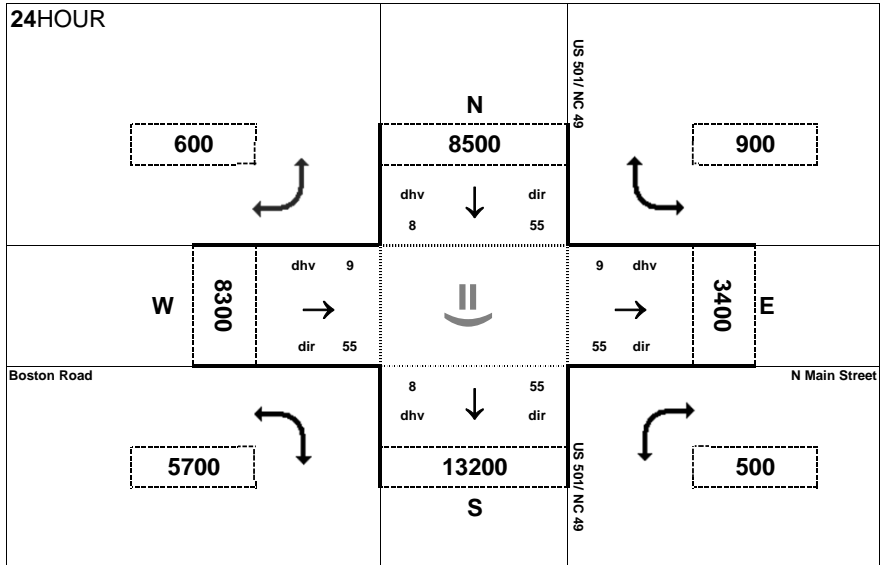 24HOUR
US 501/ NC 49
N
600
8500
900
dhv
dir
8
55
dhv 9
9 dhv
W
8300
3400
E
dir 55
55 dir
Boston Road
8
55
N Main Street
dhv
dir
5700
13200
500
US 501/ NC 49
S